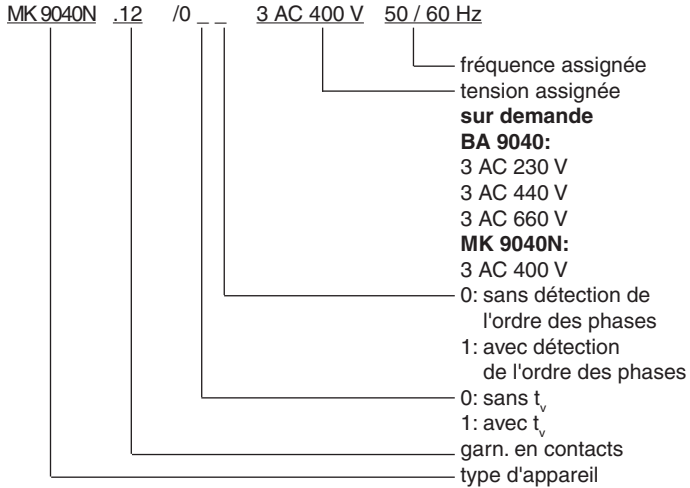 MK 9040N .12 /0 _ _ 3 AC 400 V 50 / 60 Hz
fréquence assignée
tension assignée
sur demande
BA 9040:
3 AC 230 V
3 AC 440 V
3 AC 660 V
MK 9040N:
3 AC 400 V
0: sans détection de
l'ordre des phases
1: avec détection
de l'ordre des phases
0: sans tv
1: avec tv
garn. en contacts
type d'appareil